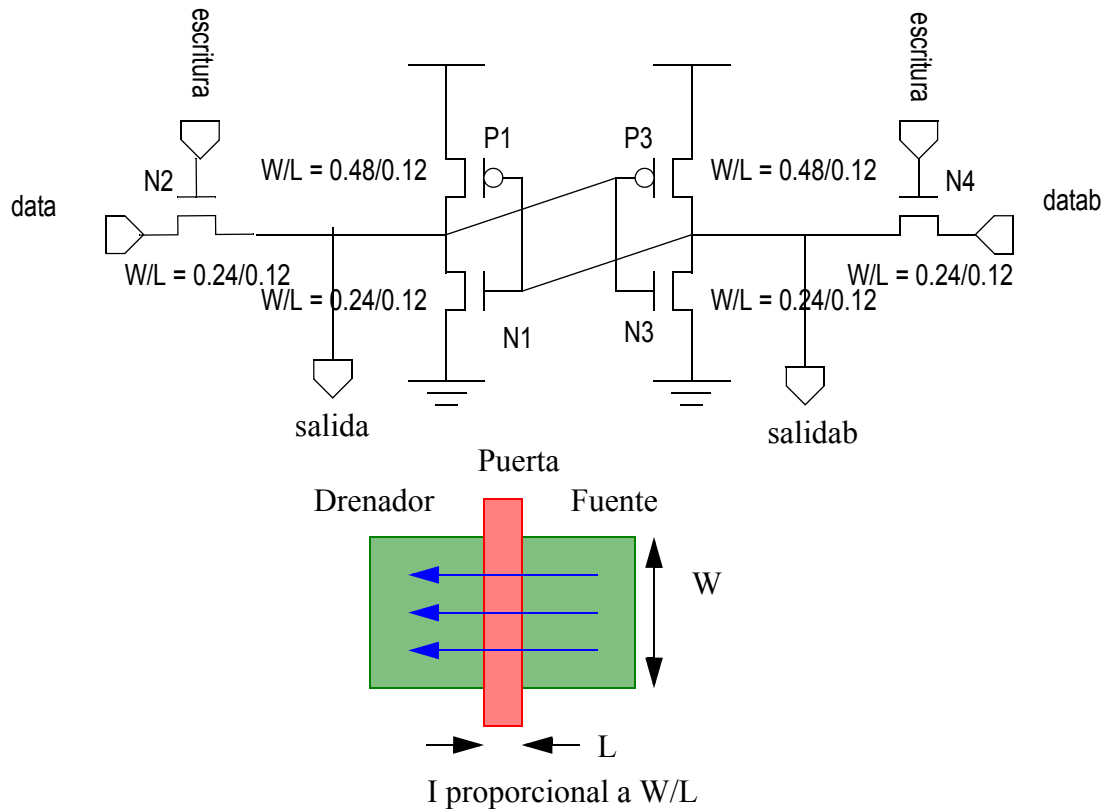 escritura
escritura
P1
P3
W/L = 0.48/0.12
W/L = 0.48/0.12
N2
N4
data
datab
W/L = 0.24/0.12
W/L = 0.24/0.12
W/L = 0.24/0.12
W/L = 0.24/0.12
N1
N3
salida
salidab
Puerta
Drenador
Fuente
W
L
I proporcional a W/L